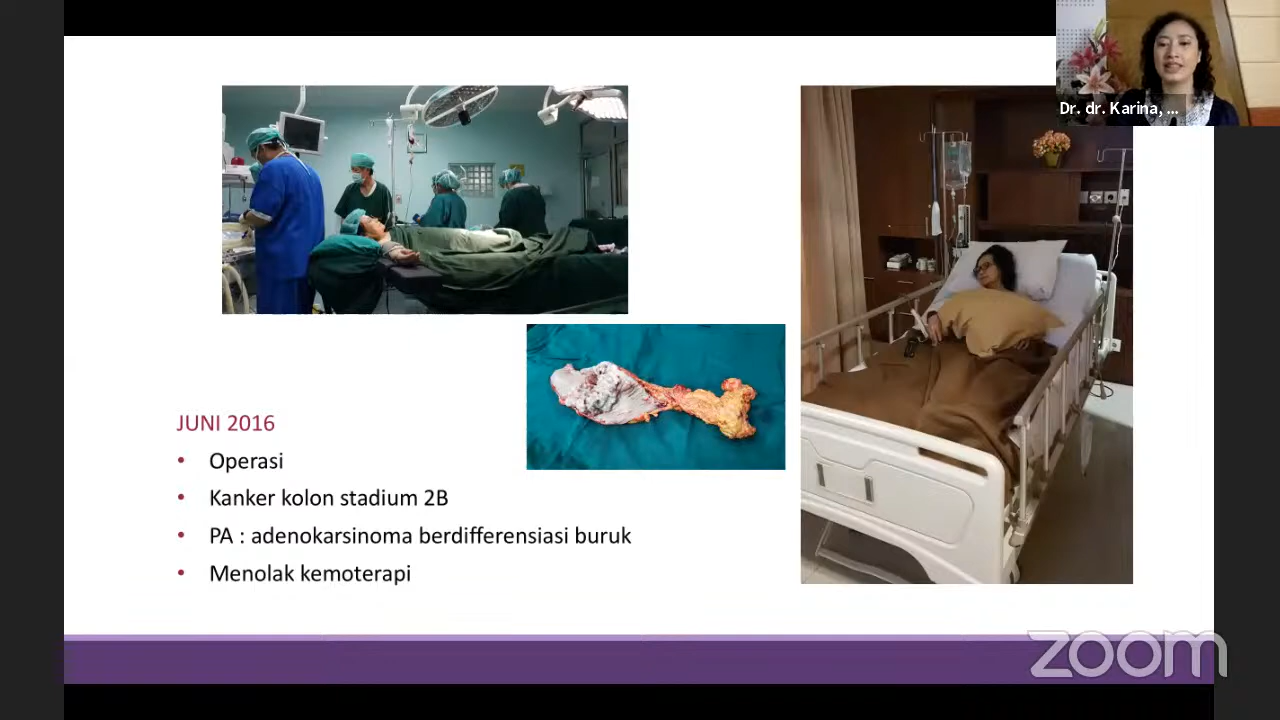 Dr. dr. Karina, ...
JUNI 2016
• Operasi
• Kanker kolon stadium 2B
• PA : adenokarsinoma berdifferensiasi buruk
• Menolak kemoterapi
zoom